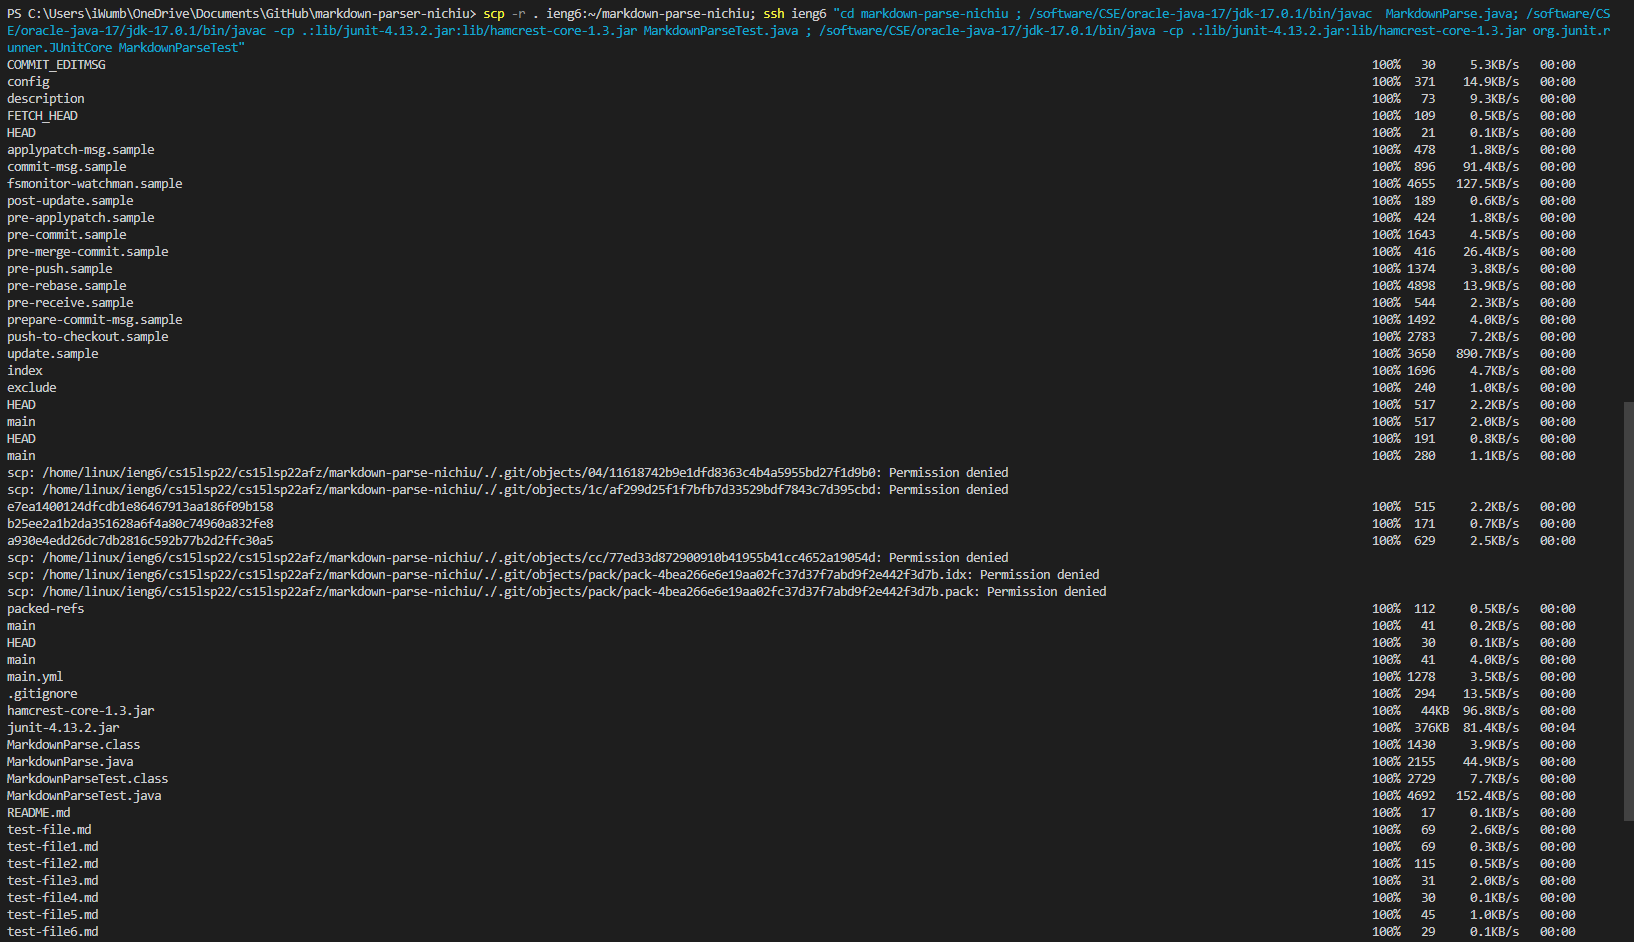 PS C:\Users\iWumb\OneDrive\Documents\GitHub\markdown-parser-nichiu> scp -r . ieng6:~/markdown-parse-nichiu; ssh ieng6 "cd markdown-parse-nichiu ; /software/CSE/oracle-java-17/jdk-17.0.1/bin/javac  MarkdownParse.java; /software/CS
E/oracle-java-17/jdk-17.0.1/bin/javac -cp .:lib/junit-4.13.2.jar:lib/hamcrest-core-1.3.jar MarkdownParseTest.java ; /software/CSE/oracle-java-17/jdk-17.0.1/bin/java -cp .:lib/junit-4.13.2.jar:lib/hamcrest-core-1.3.jar org.junit.r
unner.JUnitCore MarkdownParseTest"
COMMIT_EDITMSG 100% 30 5.3KB/s 00:00
config 100% 371 14.9KB/s 00:00
description 100% 73 9.3KB/s 00:00
FETCH_HEAD 100% 109 0.5KB/s 00:00
HEAD 100% 21 0.1KB/s 00:00
applypatch-msg.sample 100% 478 1.8KB/s 00:00
commit-msg.sample 100% 896 91.4KB/s 00:00
fsmonitor-watchman.sample 100% 4655 127.5KB/s 00:00
post-update.sample 100% 189 0.6KB/s 00:00
pre-applypatch.sample 100% 424 1.8KB/s 00:00
pre-commit.sample 100% 1643 4.5KB/s 00:00
pre-merge-commit.sample 100% 416 26.4KB/s 00:00
pre-push.sample 100% 1374 3.8KB/s 00:00
pre-rebase.sample 100% 4898 13.9KB/s 00:00
pre-receive.sample 100% 544 2.3KB/s 00:00
prepare-commit-msg.sample 100% 1492 4.0KB/s 00:00
push-to-checkout.sample 100% 2783 7.2KB/s 00:00
update.sample 100% 3650 890.7KB/s 00:00
index 100% 1696 4.7KB/s 00:00
exclude 100% 240 1.0KB/s 00:00
HEAD 100% 517 2.2KB/s 00:00
main 100% 517 2.0KB/s 00:00
HEAD 100% 191 0.8KB/s 00:00
main 100% 280 1.1KB/s 00:00
scp: /home/linux/ieng6/cs15lsp22/cs15lsp22afz/markdown-parse-nichiu/./.git/objects/04/11618742b9e1dfd8363c4b4a5955bd27f1d9b0: Permission denied
scp: /home/linux/ieng6/cs15lsp22/cs15lsp22afz/markdown-parse-nichiu/./.git/objects/1c/af299d25f1f7bfb7d33529bdf7843c7d395cbd: Permission denied
e7ea1400124dfcdb1e86467913aa186f09b158 100% 515 2.2KB/s 00:00
b25ee2a1b2da351628a6f4a80c74960a832fe8 100% 171 0.7KB/s 00:00
a930e4edd26dc7db2816c592b77b2d2ffc30a5 100% 629 2.5KB/s 00:00
scp: /home/linux/ieng6/cs15lsp22/cs15lsp22afz/markdown-parse-nichiu/./.git/objects/cc/77ed33d872900910b41955b41cc4652a19054d: Permission denied
scp: /home/linux/ieng6/cs15lsp22/cs15lsp22afz/markdown-parse-nichiu/./.git/objects/pack/pack-4bea266e6e19aa02fc37d37f7abd9f2e442f3d7b.idx: Permission denied
scp: /home/linux/ieng6/cs15lsp22/cs15lsp22afz/markdown-parse-nichiu/./.git/objects/pack/pack-4bea266e6e19aa02fc37d37f7abd9f2e442f3d7b.pack: Permission denied
packed-refs 100% 112 0.5KB/s 00:00
main 100% 41 0.2KB/s 00:00
HEAD 100% 30 0.1KB/s 00:00
main 100% 41 4.0KB/s 00:00
main.yml 100% 1278 3.5KB/s 00:00
.gitignore 100% 294 13.5KB/s 00:00
hamcrest-core-1.3.jar 100% 44KB 96.8KB/s 00:00
junit-4.13.2.jar 100% 376KB 81.4KB/s 00:04
MarkdownParse.class 100% 1430 3.9KB/s 00:00
MarkdownParse.java 100% 2155 44.9KB/s 00:00
MarkdownParseTest.class 100% 2729 7.7KB/s 00:00
MarkdownParseTest.java 100% 4692 152.4KB/s 00:00
README.md 100% 17 0.1KB/s 00:00
test-file.md 100% 69 2.6KB/s 00:00
test-file1.md 100% 69 0.3KB/s 00:00
test-file2.md 100% 115 0.5KB/s 00:00
test-file3.md 100% 31 2.0KB/s 00:00
test-file4.md 100% 30 0.1KB/s 00:00
test-file5.md 100% 45 1.0KB/s 00:00
test-file6.md 100% 29 0.1KB/s 00:00